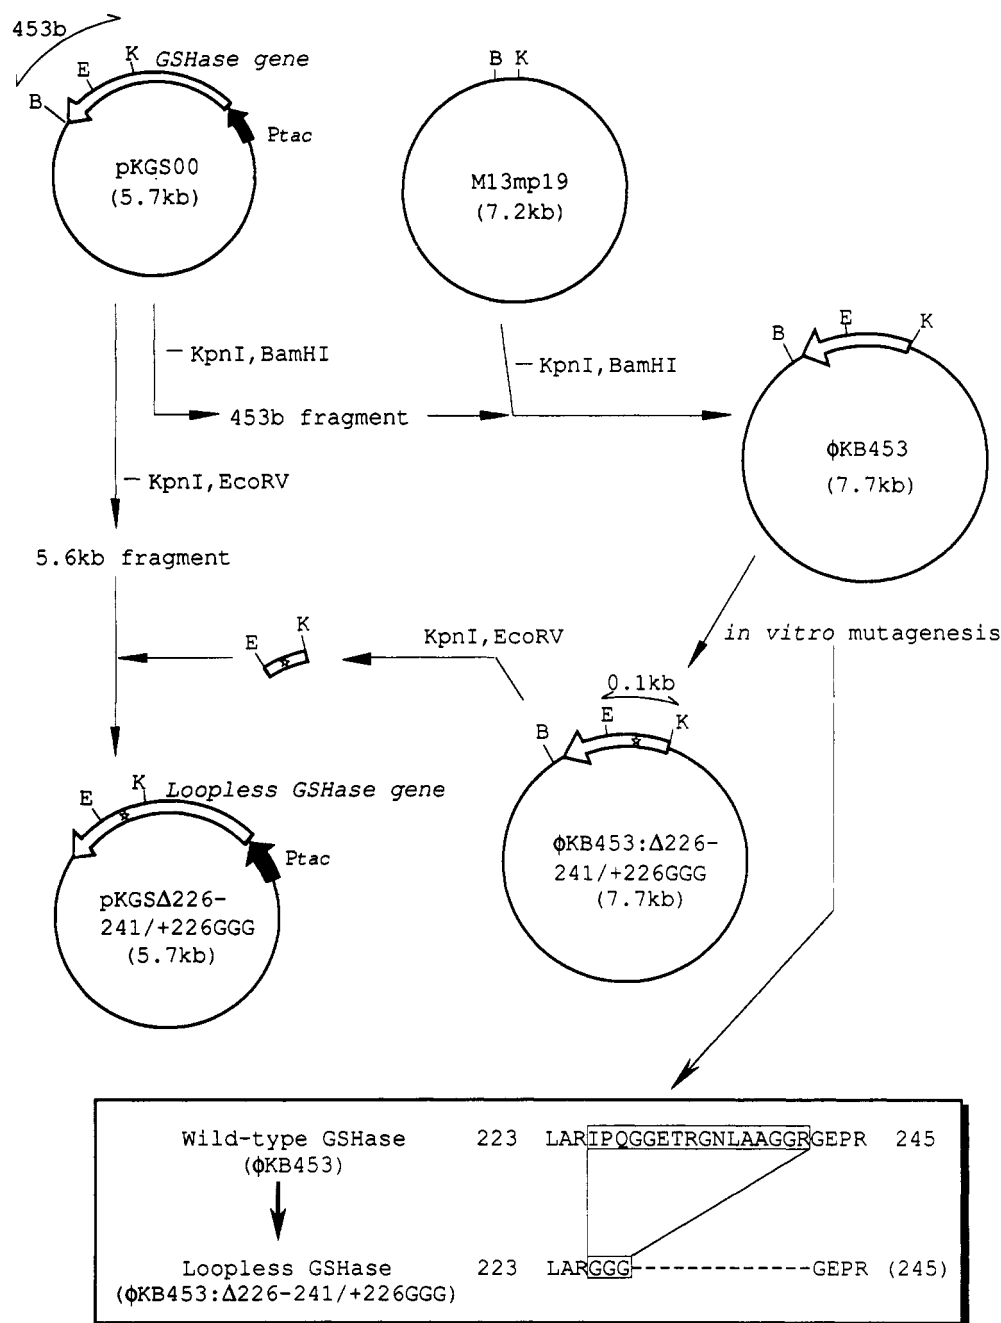 453b
B
E
K
GSHase gene
Ptac
pKGS00
(5.7kb)
B K
M13mp19
(7.2kb)
KpnI,BamHI
KpnI,BamHI
453b fragment
B
E
K
φKB453
(7.7kb)
KpnI,EcoRV
5.6kb fragment
E
K
KpnI,EcoRV
in vitro mutagenesis
0.1kb
B
E
K
φKB453:Δ226-
241/+226GGG
(7.7kb)
E
K
Loopless GSHase gene
Ptac
pKGSΔ226-
241/+226GGG
(5.7kb)
Wild-type GSHase 223 LARIPQGGETRGNLAAGGRGEPR 245
(φKB453)
Loopless GSHase 223 LARGGG-------------GEPR (245)
(φKB453:Δ226-241/+226GGG)